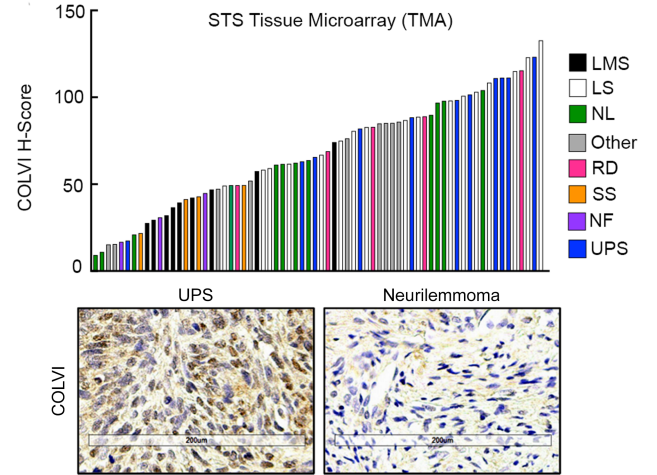 STS Tissue Microarray (TMA)
COLVI H-Score
150
100
50
0
LMS
LS
NL
Other
RD
SS
NF
UPS
UPS
Neurilemmoma
COLVI
200um
200um